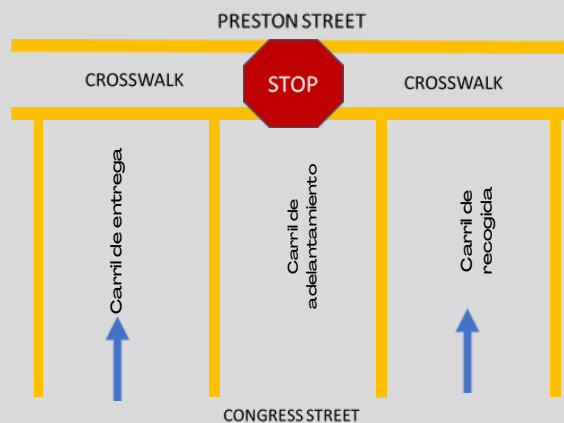 PRESTON STREET
CROSSWALK
STOP
CROSSWALK
Carril de entrega
Carril de
adelantamiento
Carril de
recogida
CONGRESS STREET